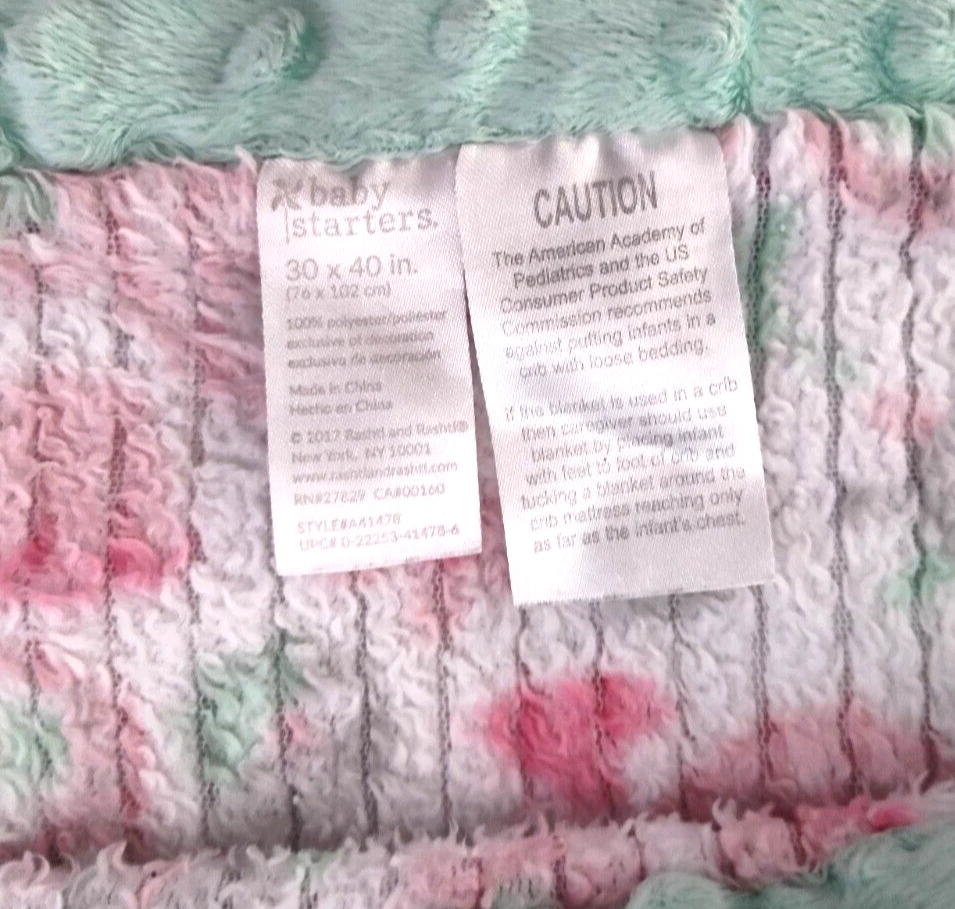 baby
starters.
30 x 40 in.
(76 x 102 cm)
100% polyester/poliéster
exclusive of decoration
exclusivo de decoración
Made in China
Hecho en China
© 2017 Rashti and Rashti®
New York, NY 10001
www.rashtiandrashti.com
RN#27829 CA#00160
STYLE#A41478
UPC# 0-22253-41478-6
CAUTION
The American Academy of
Pediatrics and the US
Consumer Product Safety
Commission recommends
against putting infants in a
crib with loose bedding.
If the blanket is used in a crib
then caregiver should use
blanket by placing infant
with feet to foot of crib and
tucking a blanket around the
crib mattress reaching only
as far as the infant's chest.